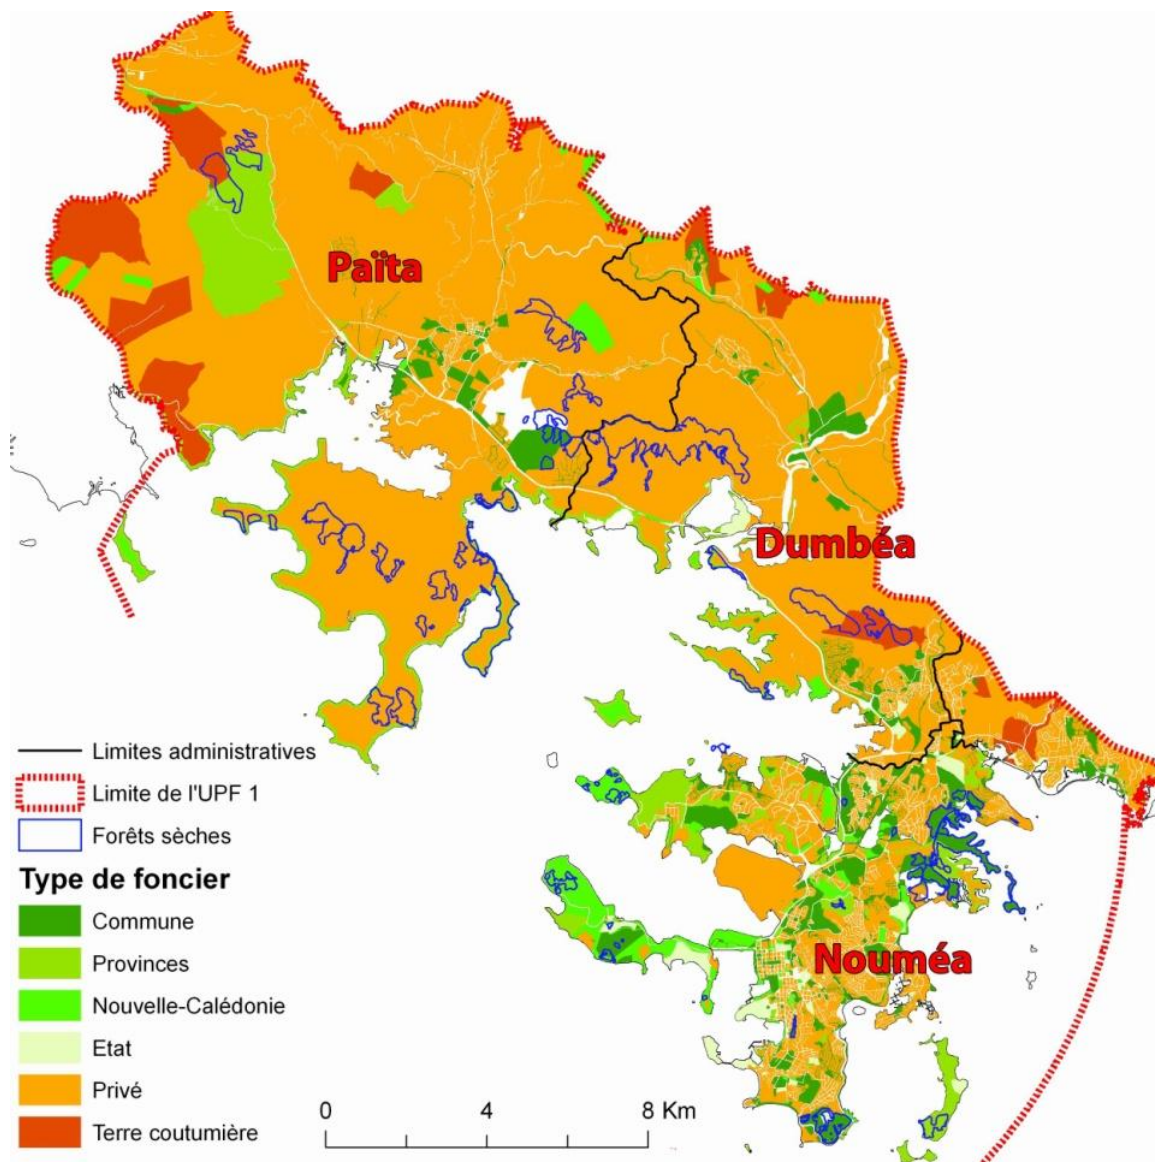 Païta
Dumbéa
Nouméa
Limites administratives
Limite de l'UPF 1
Forêts sèches
Type de foncier
Commune
Provinces
Nouvelle-Calédonie
Etat
Privé
Terre coutumière
0 4 8 Km